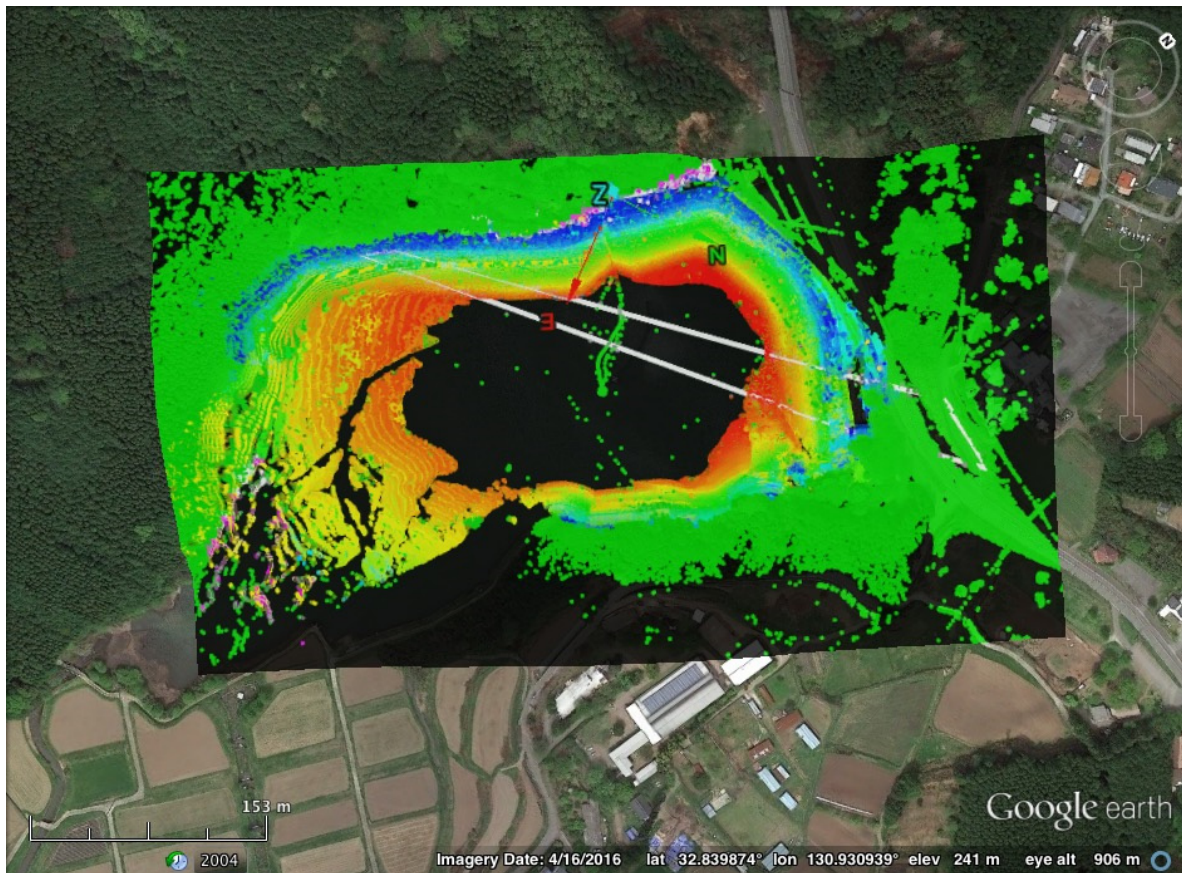 N
Z
N
E
153 m
Google earth
2004
Imagery Date: 4/16/2016 lat 32.839874° lon 130.930939° elev 241 m eye alt 906 m